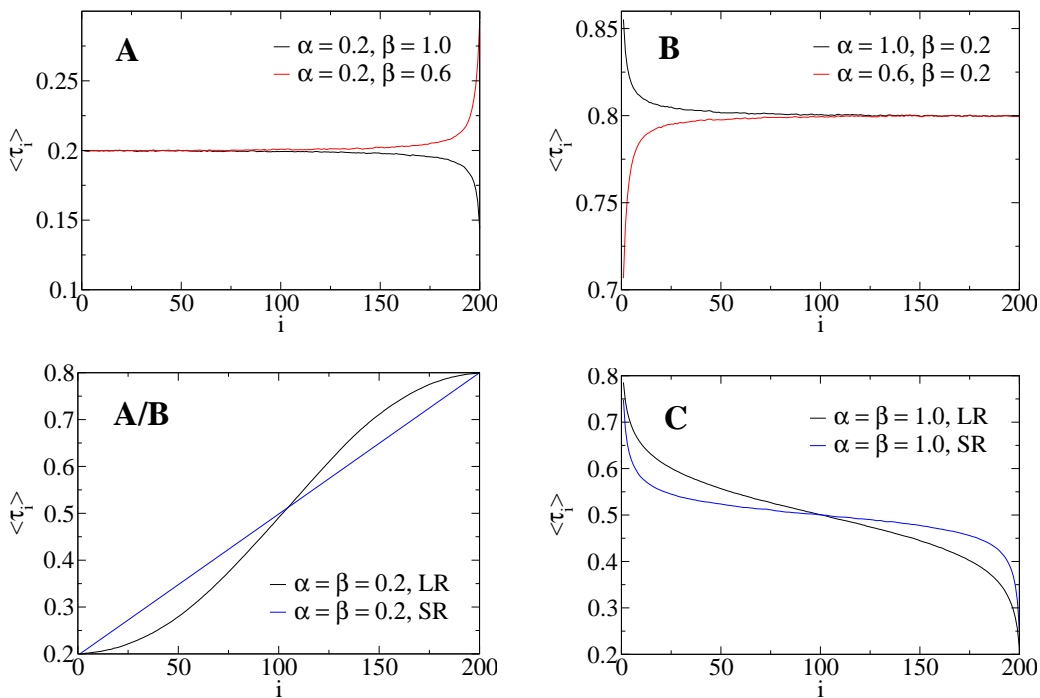 A
α = 0.2, β = 1.0
α = 0.2, β = 0.6
0.25
0.2
0.15
0.1
<τi>
0 50 100 150 200
i
B
α = 1.0, β = 0.2
α = 0.6, β = 0.2
0.85
0.8
0.75
0.7
<τi>
0 50 100 150 200
i
A/B
0.8
0.7
0.6
0.5
0.4
0.3
0.2
<τi>
α = β = 0.2, LR
α = β = 0.2, SR
0 50 100 150 200
i
C
α = β = 1.0, LR
α = β = 1.0, SR
0.8
0.7
0.6
0.5
0.4
0.3
0.2
<τi>
0 50 100 150 200
i